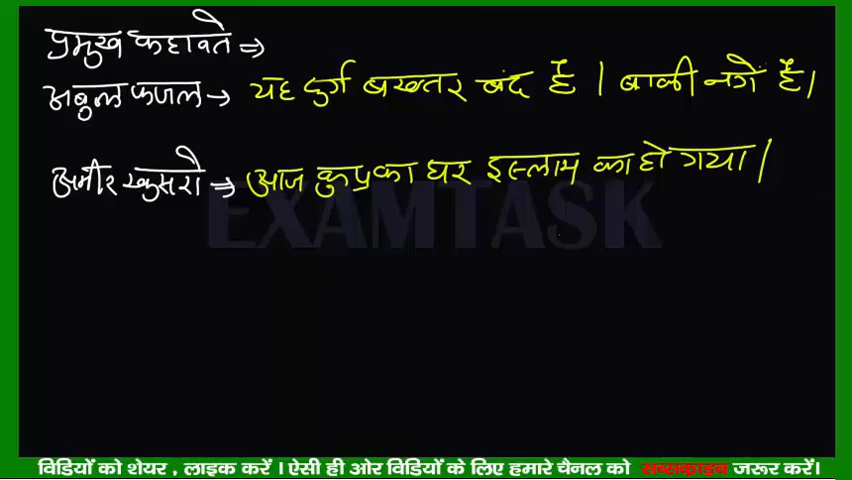 प्रमुख कहावते ⇒
अबुल फजल → यह दुर्ग बख्तर बंद है । बाकी नगे है ।
अमीर खुसरो ⇒ आज कुफ्र का घर इस्लाम का हो गया ।
EXAMTASK
विडियों को शेयर , लाइक करें । ऐसी ही ओर विडियों के लिए हमारे चैनल को सब्सक्राइब जरूर करें।